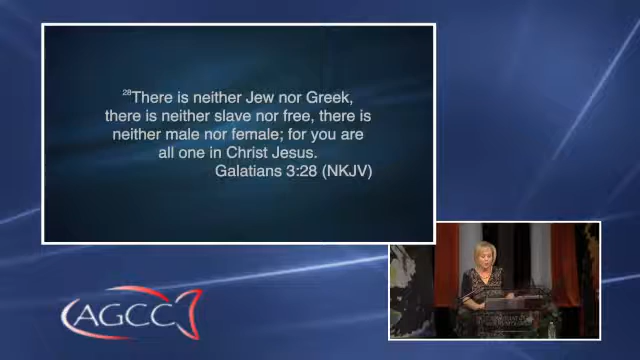 28There is neither Jew nor Greek,
there is neither slave nor free, there is
neither male nor female; for you are
all one in Christ Jesus.
Galatians 3:28 (NKJV)
AGCC